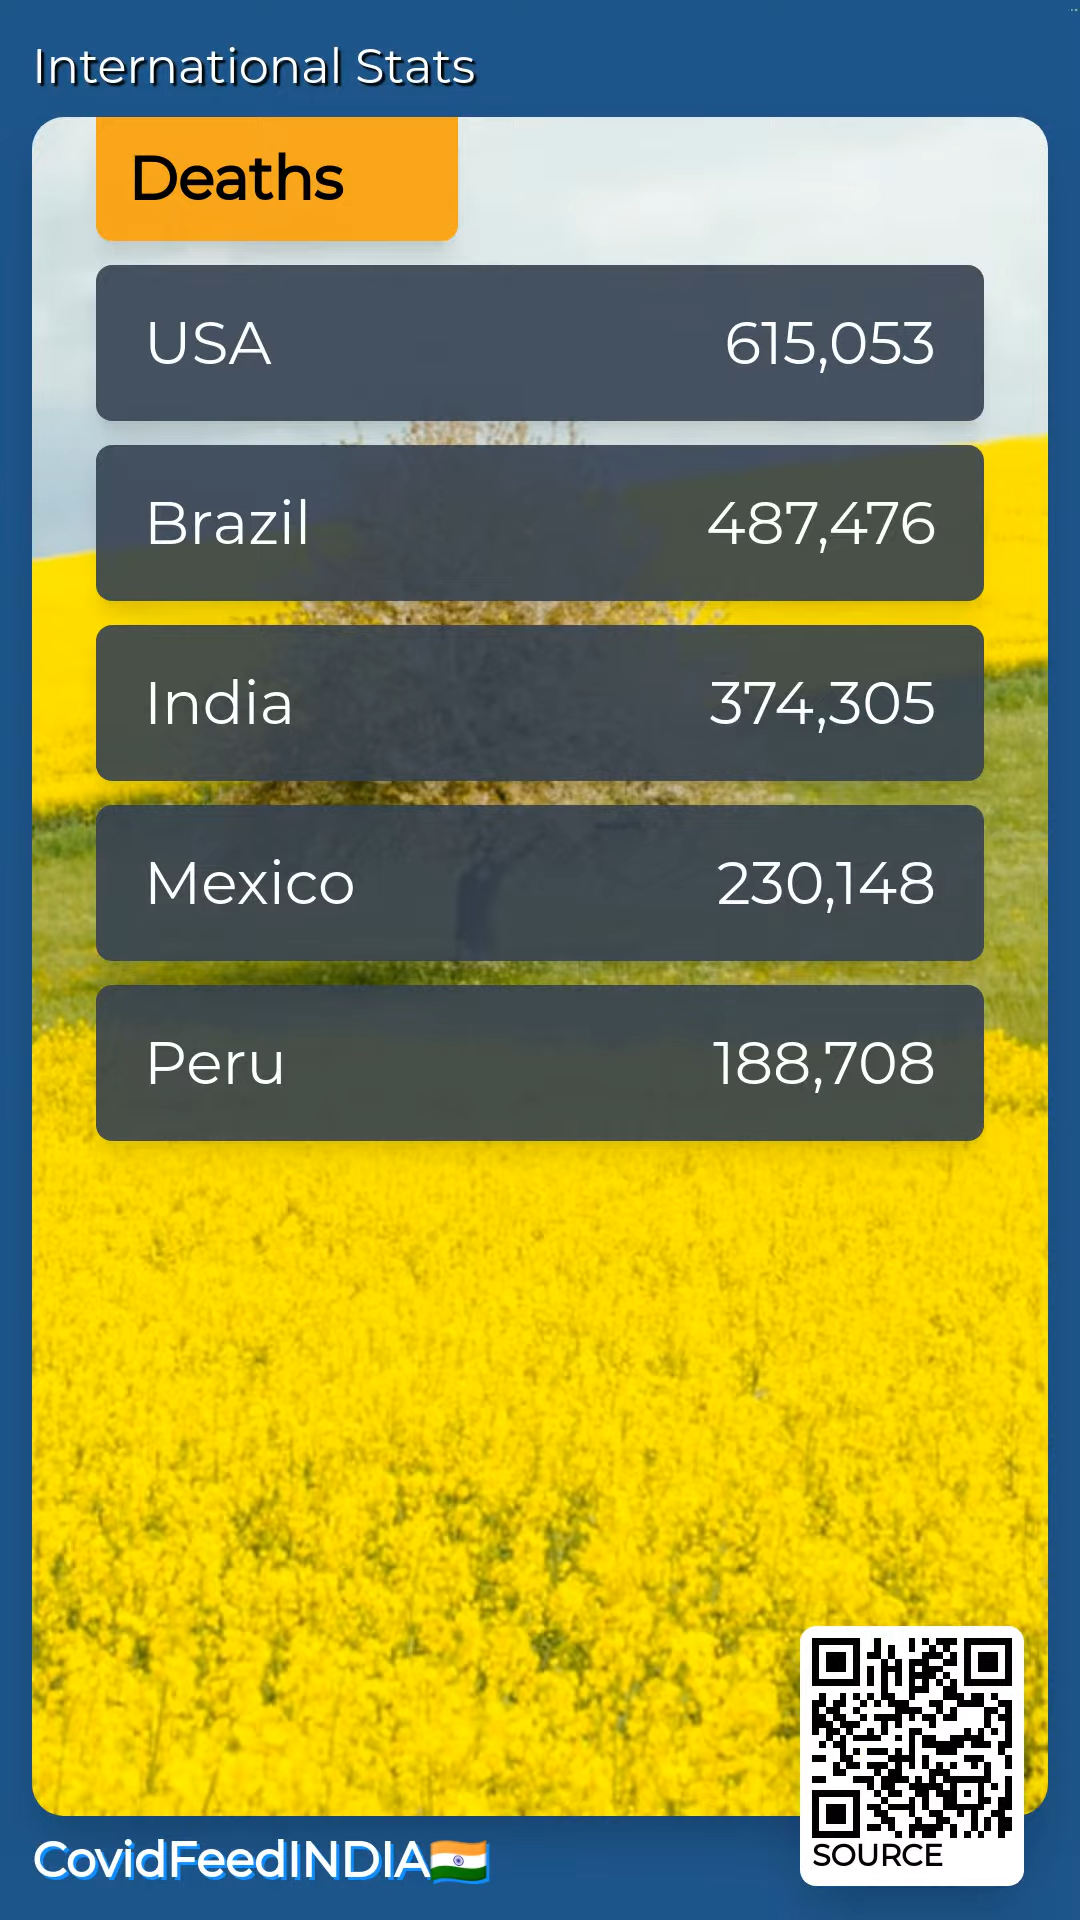 International Stats
Deaths
USA 615,053
Brazil 487,476
India 374,305
Mexico 230,148
Peru 188,708
SOURCE
CovidFeedINDIA🇮🇳